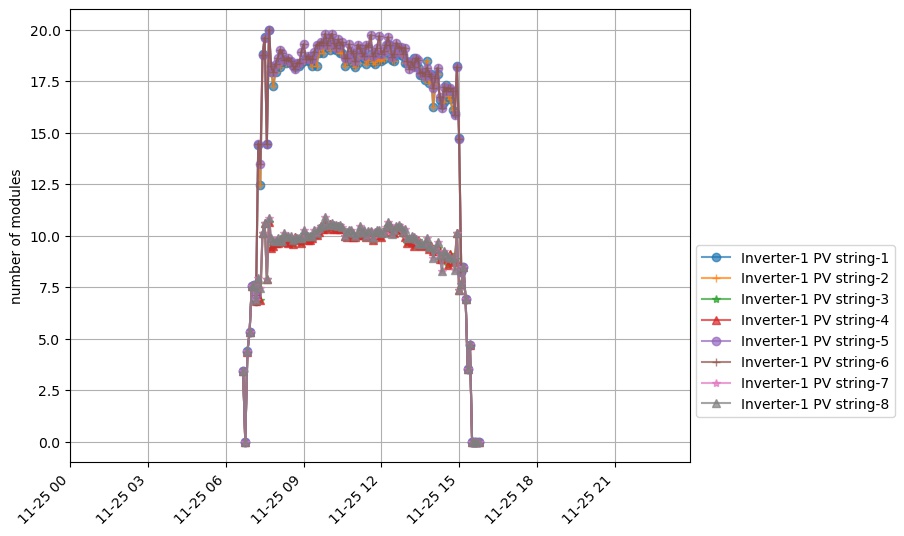 20.0
17.5
15.0
12.5
10.0
7.5
5.0
2.5
0.0
number of modules
11-25 00
11-25 03
11-25 06
11-25 09
11-25 12
11-25 15
11-25 18
11-25 21
Inverter-1 PV string-1
Inverter-1 PV string-2
Inverter-1 PV string-3
Inverter-1 PV string-4
Inverter-1 PV string-5
Inverter-1 PV string-6
Inverter-1 PV string-7
Inverter-1 PV string-8